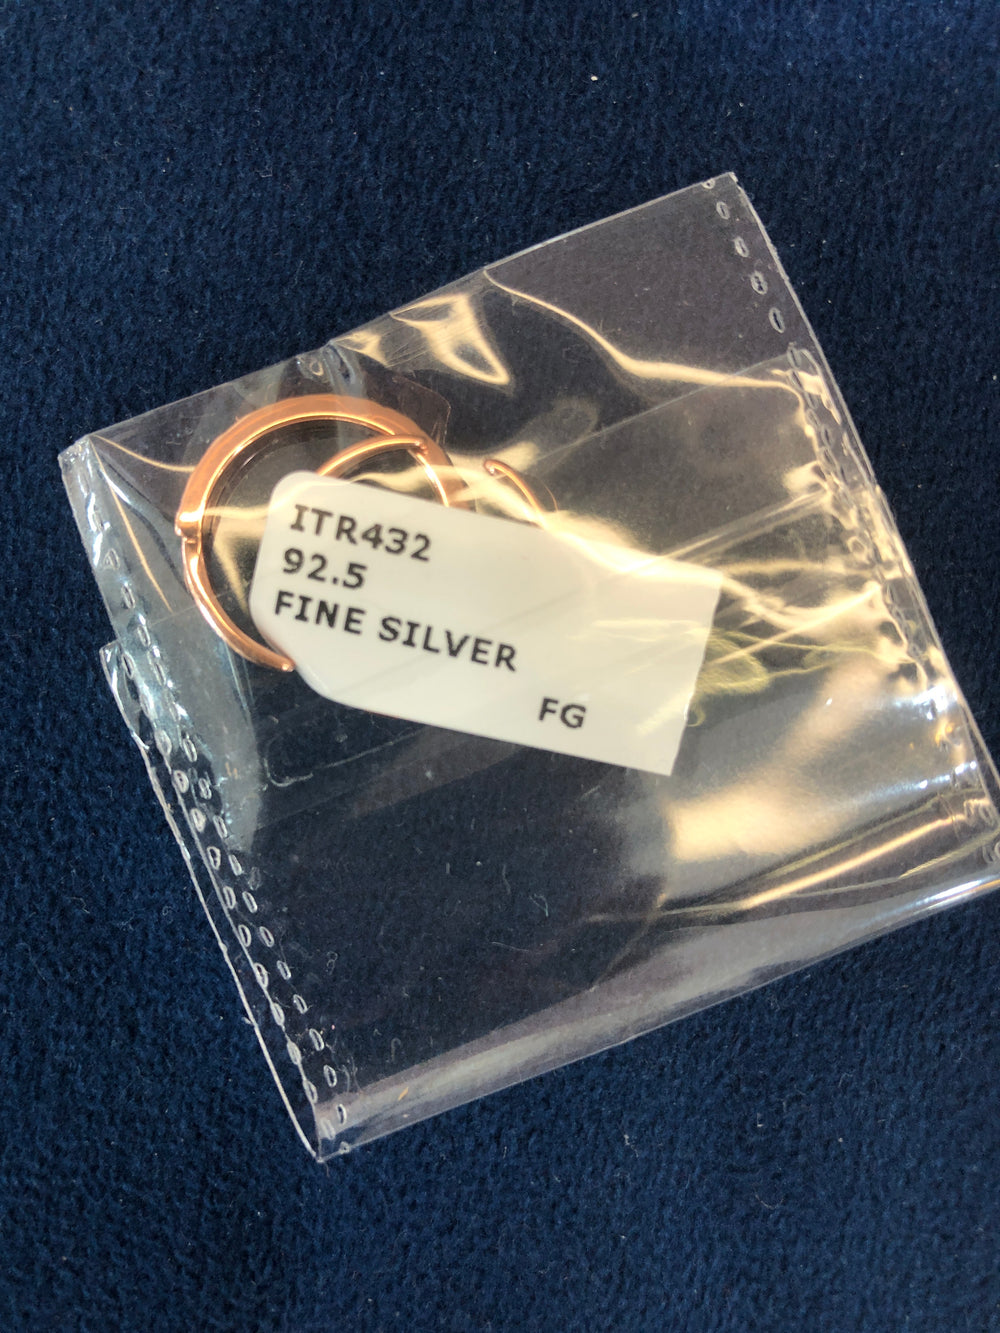 ITR432
92.5
FINE SILVER
FG